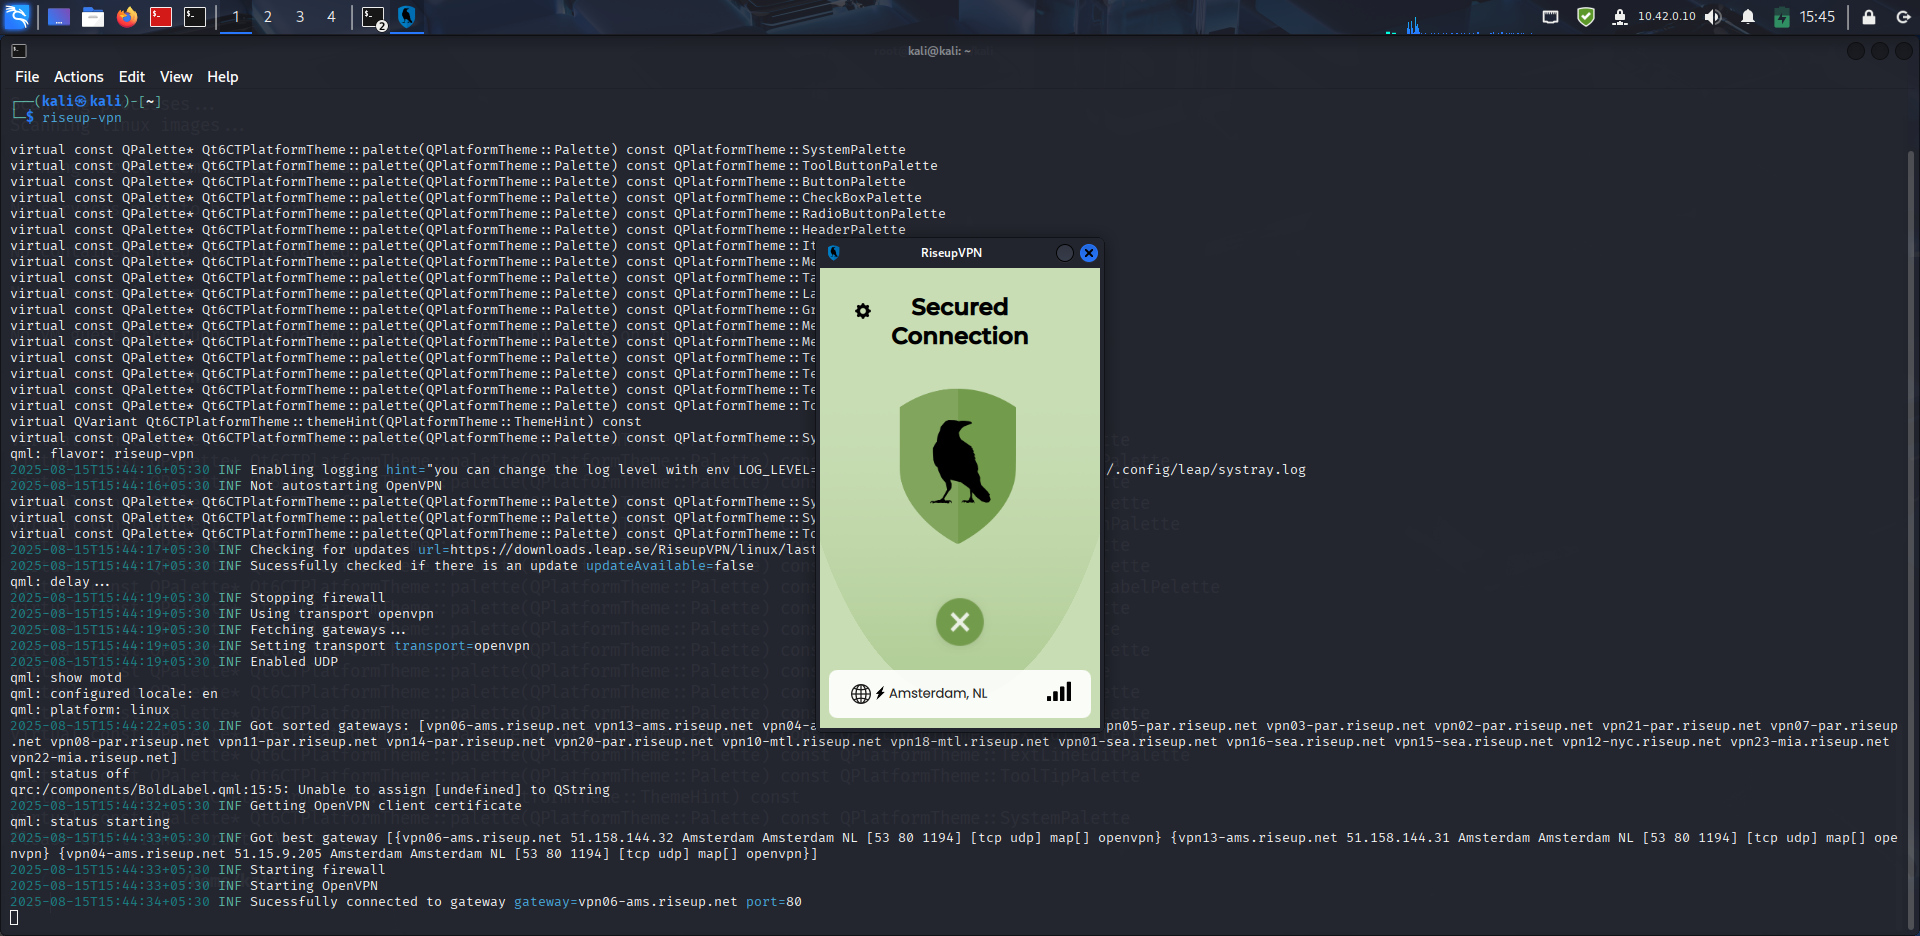 1 2 3 4 2 10.42.0.10 15:45
kali@kali: ~
File Actions Edit View Help
┌──(kali㉿kali)-[~]
└─$ riseup-vpn
virtual const QPalette* Qt6CTPlatformTheme::palette(QPlatformTheme::Palette) const QPlatformTheme::SystemPalette
virtual const QPalette* Qt6CTPlatformTheme::palette(QPlatformTheme::Palette) const QPlatformTheme::ToolButtonPalette
virtual const QPalette* Qt6CTPlatformTheme::palette(QPlatformTheme::Palette) const QPlatformTheme::ButtonPalette
virtual const QPalette* Qt6CTPlatformTheme::palette(QPlatformTheme::Palette) const QPlatformTheme::CheckBoxPalette
virtual const QPalette* Qt6CTPlatformTheme::palette(QPlatformTheme::Palette) const QPlatformTheme::RadioButtonPalette
virtual const QPalette* Qt6CTPlatformTheme::palette(QPlatformTheme::Palette) const QPlatformTheme::HeaderPalette
virtual const QPalette* Qt6CTPlatformTheme::palette(QPlatformTheme::Palette) const QPlatformTheme::It
virtual const QPalette* Qt6CTPlatformTheme::palette(QPlatformTheme::Palette) const QPlatformTheme::Me
virtual const QPalette* Qt6CTPlatformTheme::palette(QPlatformTheme::Palette) const QPlatformTheme::Ta
virtual const QPalette* Qt6CTPlatformTheme::palette(QPlatformTheme::Palette) const QPlatformTheme::La
virtual const QPalette* Qt6CTPlatformTheme::palette(QPlatformTheme::Palette) const QPlatformTheme::Gr
virtual const QPalette* Qt6CTPlatformTheme::palette(QPlatformTheme::Palette) const QPlatformTheme::Me
virtual const QPalette* Qt6CTPlatformTheme::palette(QPlatformTheme::Palette) const QPlatformTheme::Me
virtual const QPalette* Qt6CTPlatformTheme::palette(QPlatformTheme::Palette) const QPlatformTheme::Te
virtual const QPalette* Qt6CTPlatformTheme::palette(QPlatformTheme::Palette) const QPlatformTheme::Te
virtual const QPalette* Qt6CTPlatformTheme::palette(QPlatformTheme::Palette) const QPlatformTheme::Te
virtual const QPalette* Qt6CTPlatformTheme::palette(QPlatformTheme::Palette) const QPlatformTheme::To
virtual QVariant Qt6CTPlatformTheme::themeHint(QPlatformTheme::ThemeHint) const
virtual const QPalette* Qt6CTPlatformTheme::palette(QPlatformTheme::Palette) const QPlatformTheme::Sy
qml: flavor: riseup-vpn
2025-08-15T15:44:16+05:30 INF Enabling logging hint="you can change the log level with env LOG_LEVEL= /.config/leap/systray.log
2025-08-15T15:44:16+05:30 INF Not autostarting OpenVPN
virtual const QPalette* Qt6CTPlatformTheme::palette(QPlatformTheme::Palette) const QPlatformTheme::Sy
virtual const QPalette* Qt6CTPlatformTheme::palette(QPlatformTheme::Palette) const QPlatformTheme::Sy
virtual const QPalette* Qt6CTPlatformTheme::palette(QPlatformTheme::Palette) const QPlatformTheme::To
2025-08-15T15:44:17+05:30 INF Checking for updates url=https://downloads.leap.se/RiseupVPN/linux/last
2025-08-15T15:44:17+05:30 INF Sucessfully checked if there is an update updateAvailable=false
qml: delay...
2025-08-15T15:44:19+05:30 INF Stopping firewall
2025-08-15T15:44:19+05:30 INF Using transport openvpn
2025-08-15T15:44:19+05:30 INF Fetching gateways...
2025-08-15T15:44:19+05:30 INF Setting transport transport=openvpn
2025-08-15T15:44:19+05:30 INF Enabled UDP
qml: show motd
qml: configured locale: en
qml: platform: linux
2025-08-15T15:44:22+05:30 INF Got sorted gateways: [vpn06-ams.riseup.net vpn13-ams.riseup.net vpn04- pn05-par.riseup.net vpn03-par.riseup.net vpn02-par.riseup.net vpn21-par.riseup.net vpn07-par.riseup
.net vpn08-par.riseup.net vpn11-par.riseup.net vpn14-par.riseup.net vpn20-par.riseup.net vpn10-mtl.riseup.net vpn18-mtl.riseup.net vpn01-sea.riseup.net vpn16-sea.riseup.net vpn15-sea.riseup.net vpn12-nyc.riseup.net vpn23-mia.riseup.net
vpn22-mia.riseup.net]
qml: status off
qrc:/components/BoldLabel.qml:15:5: Unable to assign [undefined] to QString
2025-08-15T15:44:32+05:30 INF Getting OpenVPN client certificate
qml: status starting
2025-08-15T15:44:33+05:30 INF Got best gateway [{vpn06-ams.riseup.net 51.158.144.32 Amsterdam Amsterdam NL [53 80 1194] [tcp udp] map[] openvpn} {vpn13-ams.riseup.net 51.158.144.31 Amsterdam Amsterdam NL [53 80 1194] [tcp udp] map[] ope
nvpn} {vpn04-ams.riseup.net 51.15.9.205 Amsterdam Amsterdam NL [53 80 1194] [tcp udp] map[] openvpn}]
2025-08-15T15:44:33+05:30 INF Starting firewall
2025-08-15T15:44:33+05:30 INF Starting OpenVPN
2025-08-15T15:44:34+05:30 INF Sucessfully connected to gateway gateway=vpn06-ams.riseup.net port=80
RiseupVPN
Secured
Connection
Amsterdam, NL